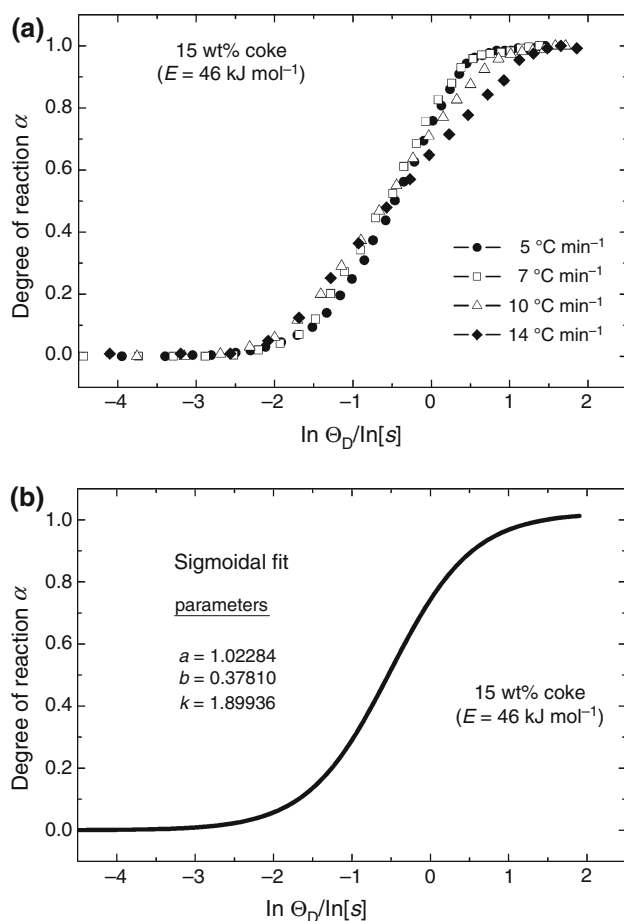 (a)
15 wt% coke
(E = 46 kJ mol⁻¹)
Degree of reaction α
1.0
0.8
0.6
0.4
0.2
0.0
5 °C min⁻¹
7 °C min⁻¹
10 °C min⁻¹
14 °C min⁻¹
−4 −3 −2 −1 0 1 2
ln Θ_D/ln[s]
(b)
Sigmoidal fit
parameters
a = 1.02284
b = 0.37810
k = 1.89936
15 wt% coke
(E = 46 kJ mol⁻¹)
Degree of reaction α
1.0
0.8
0.6
0.4
0.2
0.0
−4 −3 −2 −1 0 1 2
ln Θ_D/ln[s]